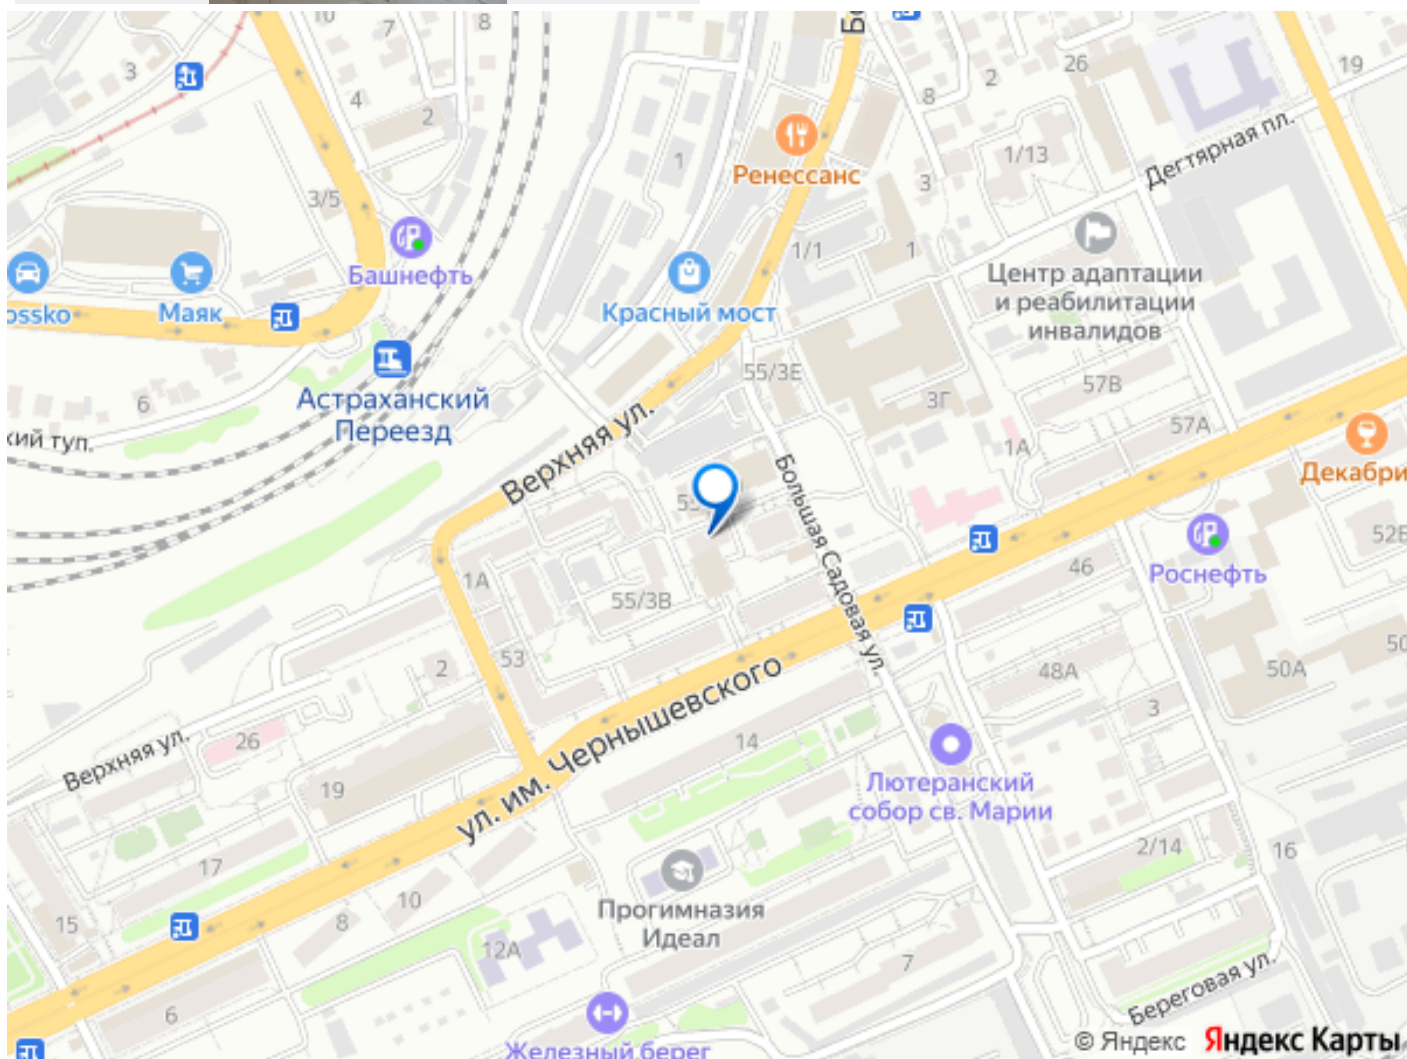 10
7
8
Бо
3
4
2
2
26
19
8
1
Ренессанс
1/13
Дегтярная пл.
3
3/5
Башнефть
1/1
1
Центр адаптации
и реабилитации
инвалидов
ossko
Маяк
Красный мост
Астраханский
Переезд
6
кий туп.
55/3Е
57В
3Г
57А
1А
Декабри
Верхняя ул.
Большая Садовая ул.
52Б
Роснефть
46
1А
55/3В
53
2
48А
50А
50
3
ул. им. Чернышевского
14
Верхняя ул.
26
19
Лютеранский
собор св. Марии
17
2/14
16
10
8
15
Прогимназия
Идеал
12А
7
6
Береговая ул.
Железный берег
© Яндекс Яндекс Карты